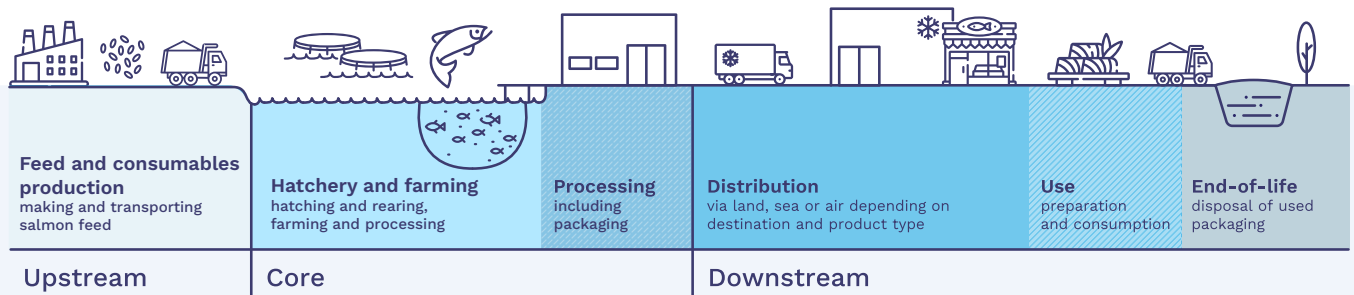 Feed and consumables
production
making and transporting
salmon feed
Hatchery and farming
hatching and rearing,
farming and processing
Processing
including
packaging
Distribution
via land, sea or air depending on
destination and product type
Use
preparation
and consumption
End-of-life
disposal of used
packaging
Upstream
Core
Downstream